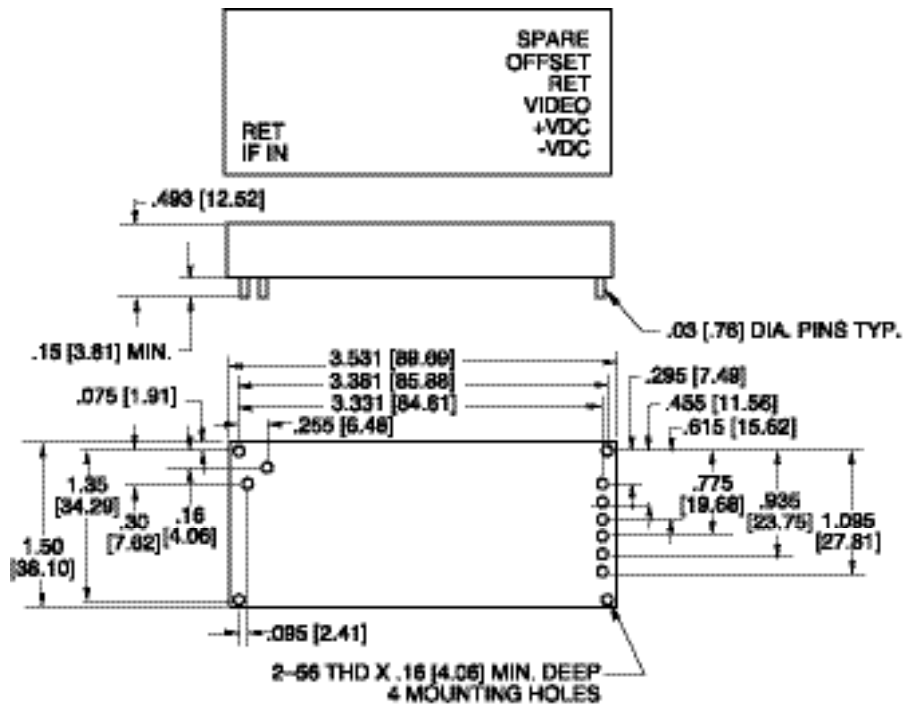 SPARE
OFFSET
RET
VIDEO
+VDC
-VDC
RET
IF IN
.493 [12.52]
.15 [3.81] MIN.
.03 [.76] DIA. PINS TYP.
3.531 [89.69]
3.381 [85.88]
3.331 [84.61]
.075 [1.91]
.255 [6.48]
.295 [7.49]
.455 [11.56]
.615 [15.62]
1.35
[34.29]
.30
[7.62]
.16
[4.06]
1.50
[38.10]
.775
[19.68]
.935
[23.75]
1.095
[27.81]
.095 [2.41]
2-56 THD X .16 [4.06] MIN. DEEP
4 MOUNTING HOLES